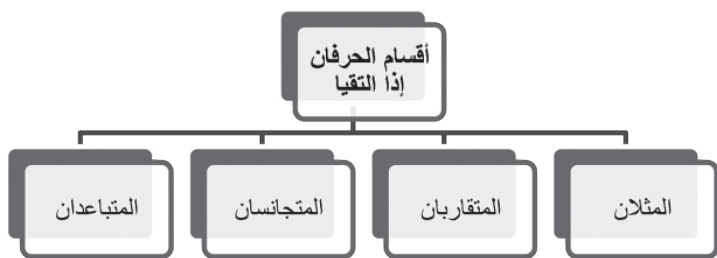 أقسام الحرفان
إذا التقيا
المثلان
المتقاربان
المتجانسان
المتباعدان